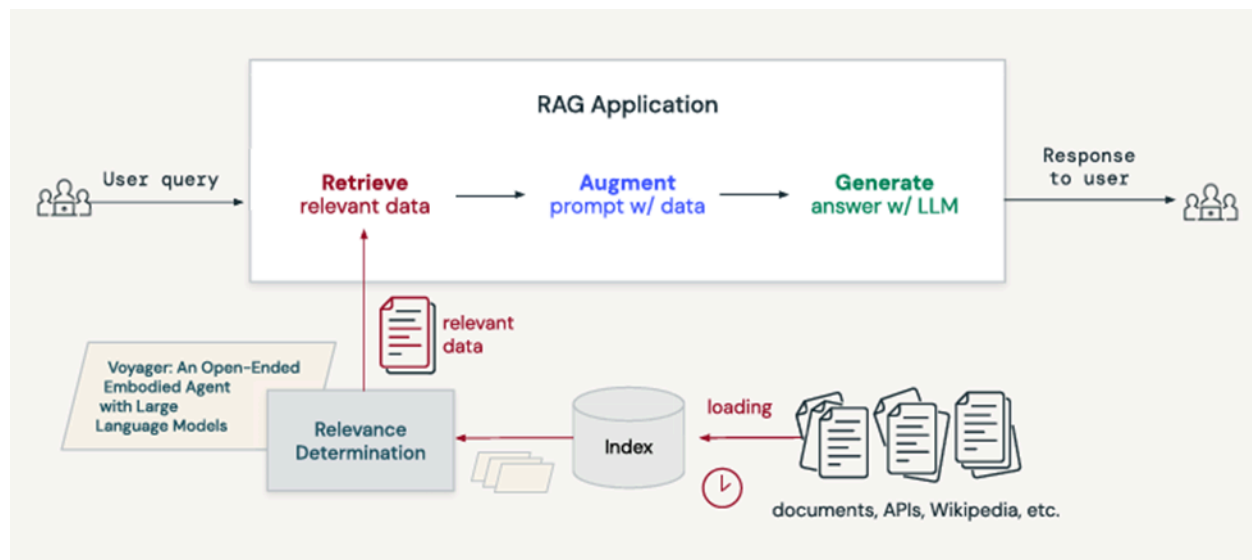 RAG Application
User query
Retrieve
relevant data
Augment
prompt w/ data
Generate
answer w/ LLM
Response
to user
relevant
data
Voyager: An Open-Ended
Embodied Agent
with Large
Language Models
Relevance
Determination
Index
loading
documents, APIs, Wikipedia, etc.